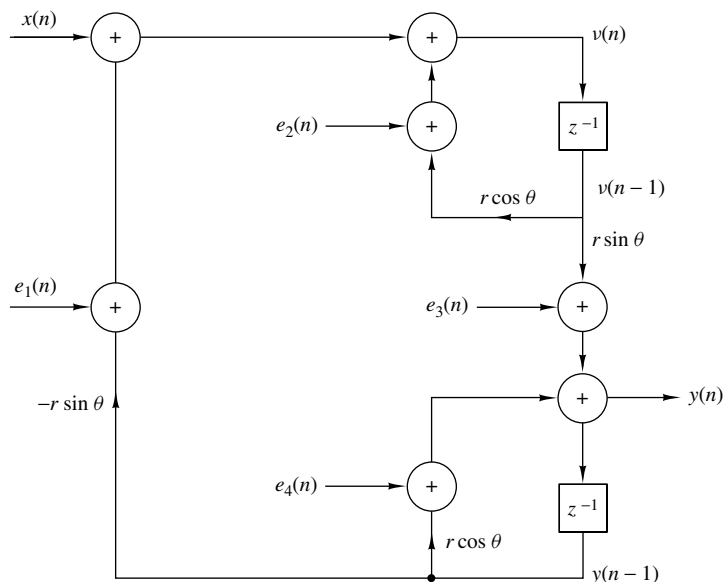 x(n)
+
+
v(n)
e₂(n)
+
z⁻¹
v(n − 1)
r cos θ
r sin θ
e₁(n)
+
e₃(n)
+
−r sin θ
+
y(n)
e₄(n)
+
z⁻¹
r cos θ
y(n − 1)